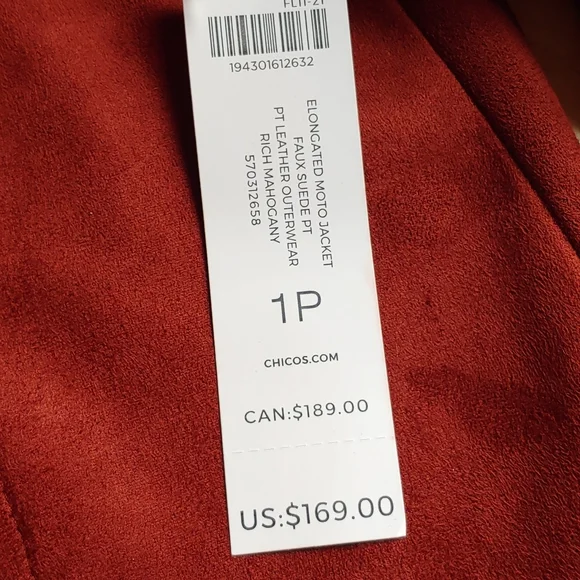 194301612632
ELONGATED MOTO JACKET
FAUX SUEDE PT
PT LEATHER OUTERWEAR
RICH MAHOGANY
570312658
1P
CHICOS.COM
CAN:$189.00
US:$169.00